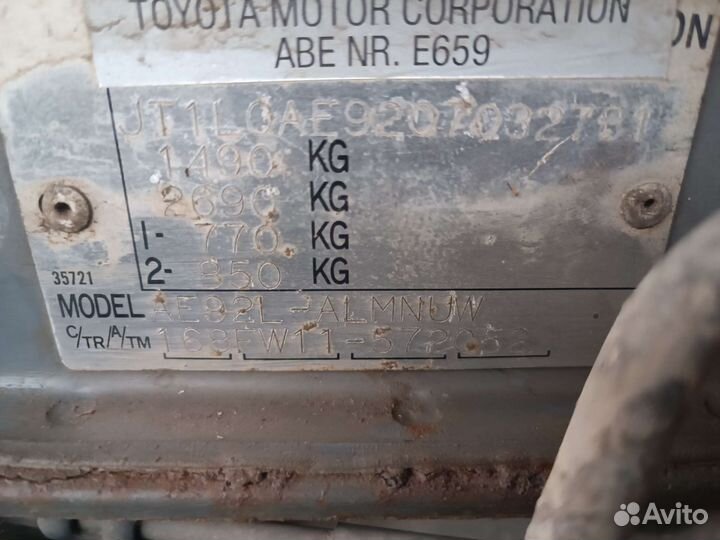 TOYOTA MOTOR CORPORATION
ABE NR. E659
ON
1490 KG
2690 KG
1- 770 KG
2- 850 KG
35721
MODEL AE92L-ALMNUW
C/TR/A/TM
Avito